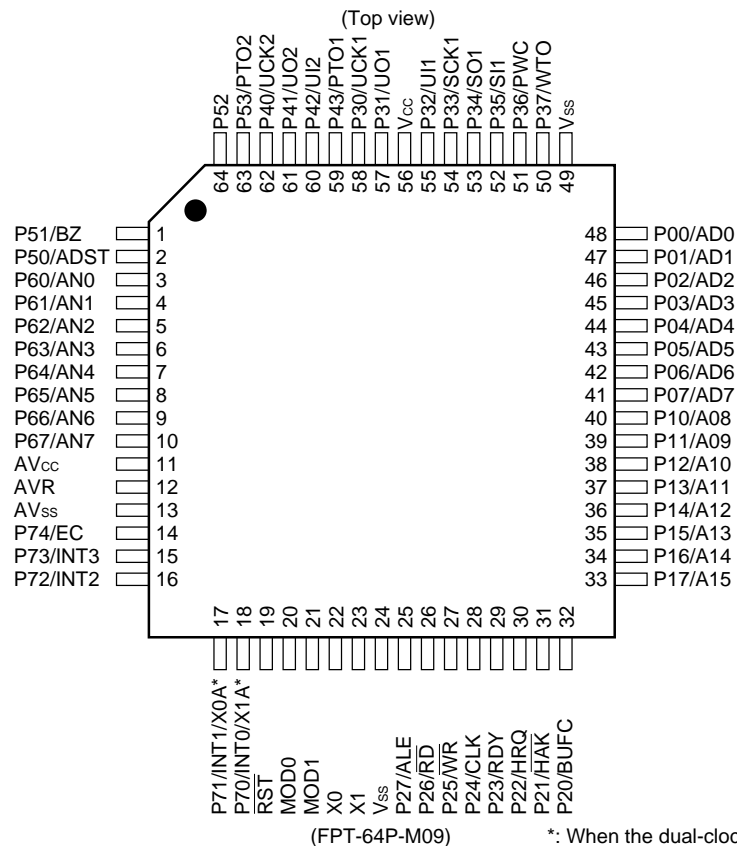 (Top view)
P52
P53/PTO2
P40/UCK2
P41/UO2
P42/UI2
P43/PTO1
P30/UCK1
P31/UO1
Vcc
P32/UI1
P33/SCK1
P34/SO1
P35/SI1
P36/PWC
P37/WTO
Vss
64 63 62 61 60 59 58 57 56 55 54 53 52 51 50 49
P51/BZ 1 48 P00/AD0
P50/ADST 2 47 P01/AD1
P60/AN0 3 46 P02/AD2
P61/AN1 4 45 P03/AD3
P62/AN2 5 44 P04/AD4
P63/AN3 6 43 P05/AD5
P64/AN4 7 42 P06/AD6
P65/AN5 8 41 P07/AD7
P66/AN6 9 40 P10/A08
P67/AN7 10 39 P11/A09
AVcc 11 38 P12/A10
AVR 12 37 P13/A11
AVss 13 36 P14/A12
P74/EC 14 35 P15/A13
P73/INT3 15 34 P16/A14
P72/INT2 16 33 P17/A15
17 18 19 20 21 22 23 24 25 26 27 28 29 30 31 32
P71/INT1/X0A*
P70/INT0/X1A*
RST
MOD0
MOD1
X0
X1
Vss
P27/ALE
P26/RD
P25/WR
P24/CLK
P23/RDY
P22/HRQ
P21/HAK
P20/BUFC
(FPT-64P-M09) *: When the dual-cloc